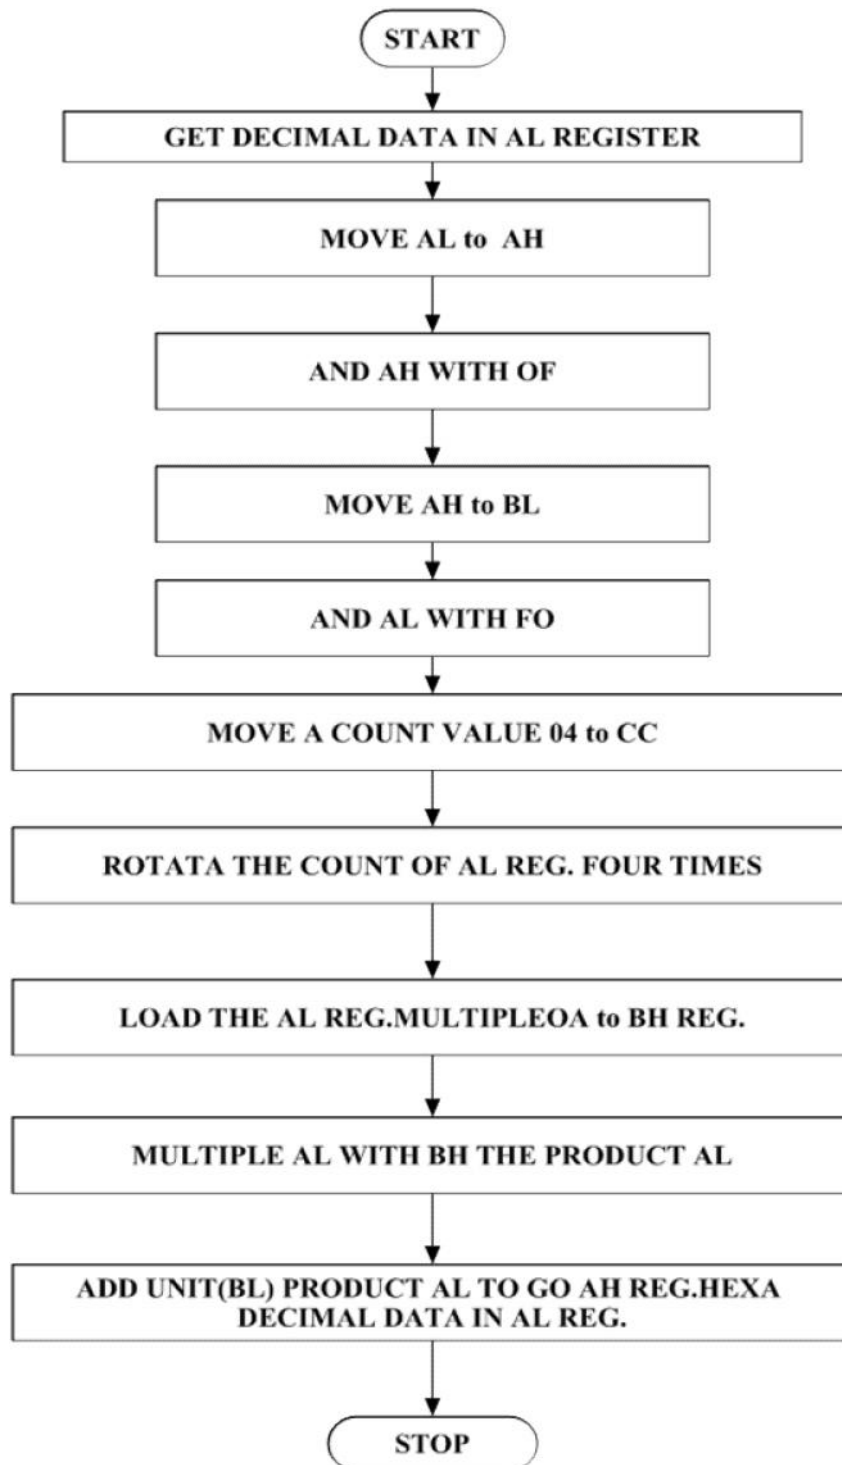 START
GET DECIMAL DATA IN AL REGISTER
MOVE AL to AH
AND AH WITH OF
MOVE AH to BL
AND AL WITH FO
MOVE A COUNT VALUE 04 to CC
ROTATA THE COUNT OF AL REG. FOUR TIMES
LOAD THE AL REG.MULTIPLEOA to BH REG.
MULTIPLE AL WITH BH THE PRODUCT AL
ADD UNIT(BL) PRODUCT AL TO GO AH REG.HEXA
DECIMAL DATA IN AL REG.
STOP